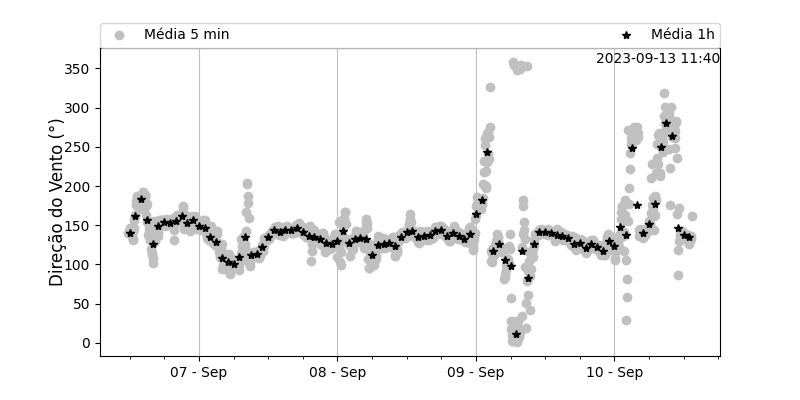 Média 5 min
Média 1h
2023-09-13 11:40
Direção do Vento (°)
350
300
250
200
150
100
50
0
07 - Sep
08 - Sep
09 - Sep
10 - Sep